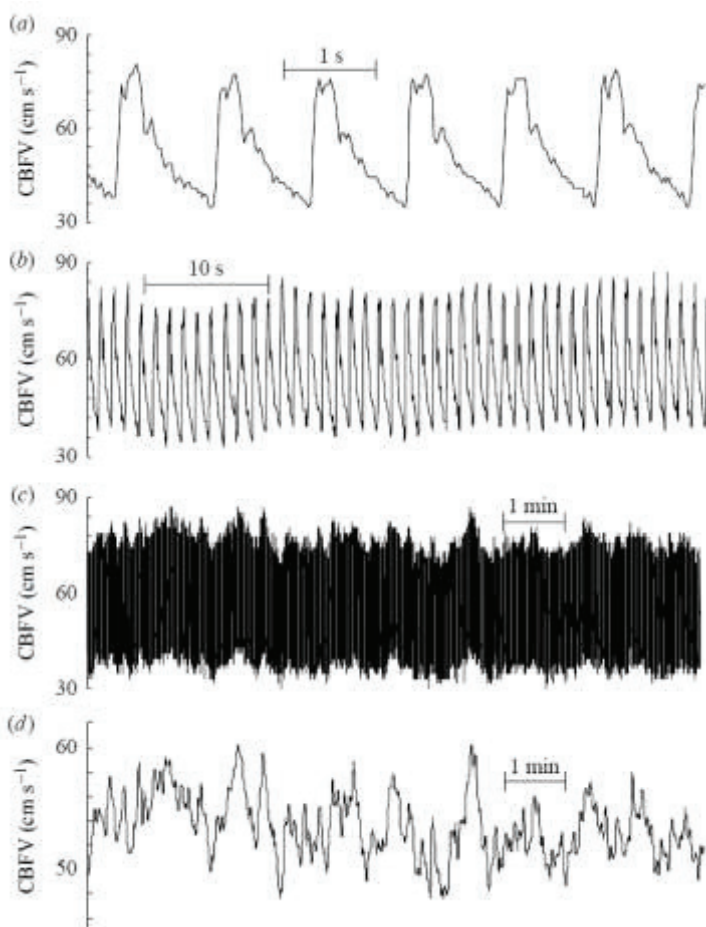 (a)
90
60
30
CBFV (cm s⁻¹)
1 s
(b)
90
60
30
CBFV (cm s⁻¹)
10 s
(c)
90
60
30
CBFV (cm s⁻¹)
1 min
(d)
60
50
CBFV (cm s⁻¹)
1 min